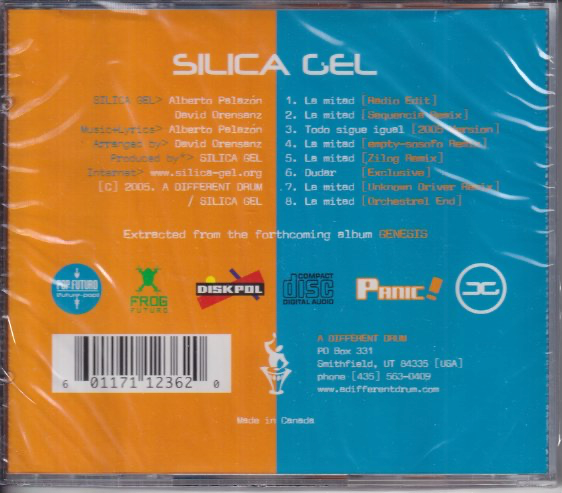 SILICA GEL
SILICA GEL> Alberto Palazón
David Orensanz
Music+Lyrics> Alberto Palazón
Arranged by> David Orensanz
Produced by*> SILICA GEL
Internet> www.silica-gel.org
[C] 2005. A DIFFERENT DRUM
/ SILICA GEL
1. La mitad [Radio Edit]
2. La mitad [Sequencia Remix]
3. Todo sigue igual [2005 Version]
4. La mitad [empty-sosofo Remix]
5. La mitad [Zilog Remix]
6. Dudar [Exclusive]
7. La mitad [Unknown Driver Remix]
8. La mitad [Orchestral End]
Extracted from the forthcoming album GENESIS
POP FUTURO
(future-pop)
FROG
FUTURO
DISKPOL
COMPACT
disc
DIGITAL AUDIO
PANIC!
6 01171 12362 0
A DIFFERENT DRUM
PO Box 331
Smithfield, UT 84335 [USA]
phone [435] 563-0409
www.adifferentdrum.com
Made in Canada